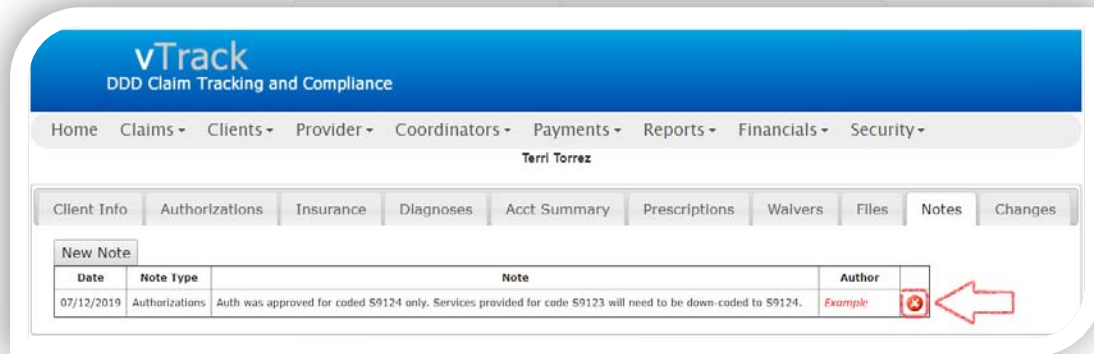 vTrack
DDD Claim Tracking and Compliance
Home Claims Clients Provider Coordinators Payments Reports Financials Security
Terri Torrez
Client Info Authorizations Insurance Diagnoses Acct Summary Prescriptions Waivers Files Notes Changes
New Note
Date Note Type Note Author
07/12/2019 Authorizations Auth was approved for coded S9124 only. Services provided for code S9123 will need to be down-coded to S9124. Example